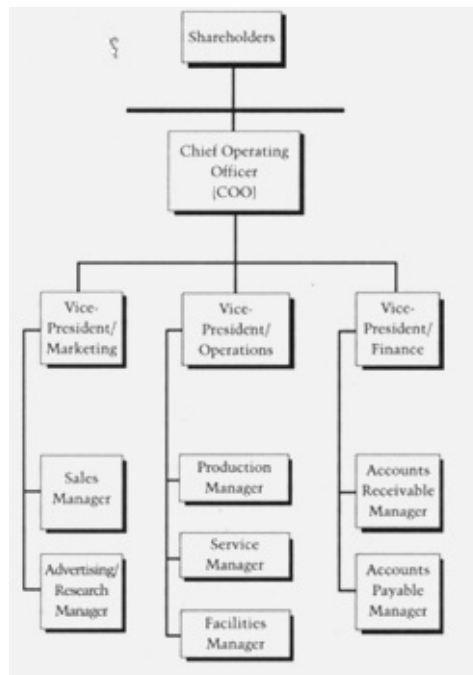 Shareholders
Chief Operating
Officer
[COO]
Vice-
President/
Marketing
Vice-
President/
Operations
Vice-
President/
Finance
Sales
Manager
Advertising/
Research
Manager
Production
Manager
Service
Manager
Facilities
Manager
Accounts
Receivable
Manager
Accounts
Payable
Manager